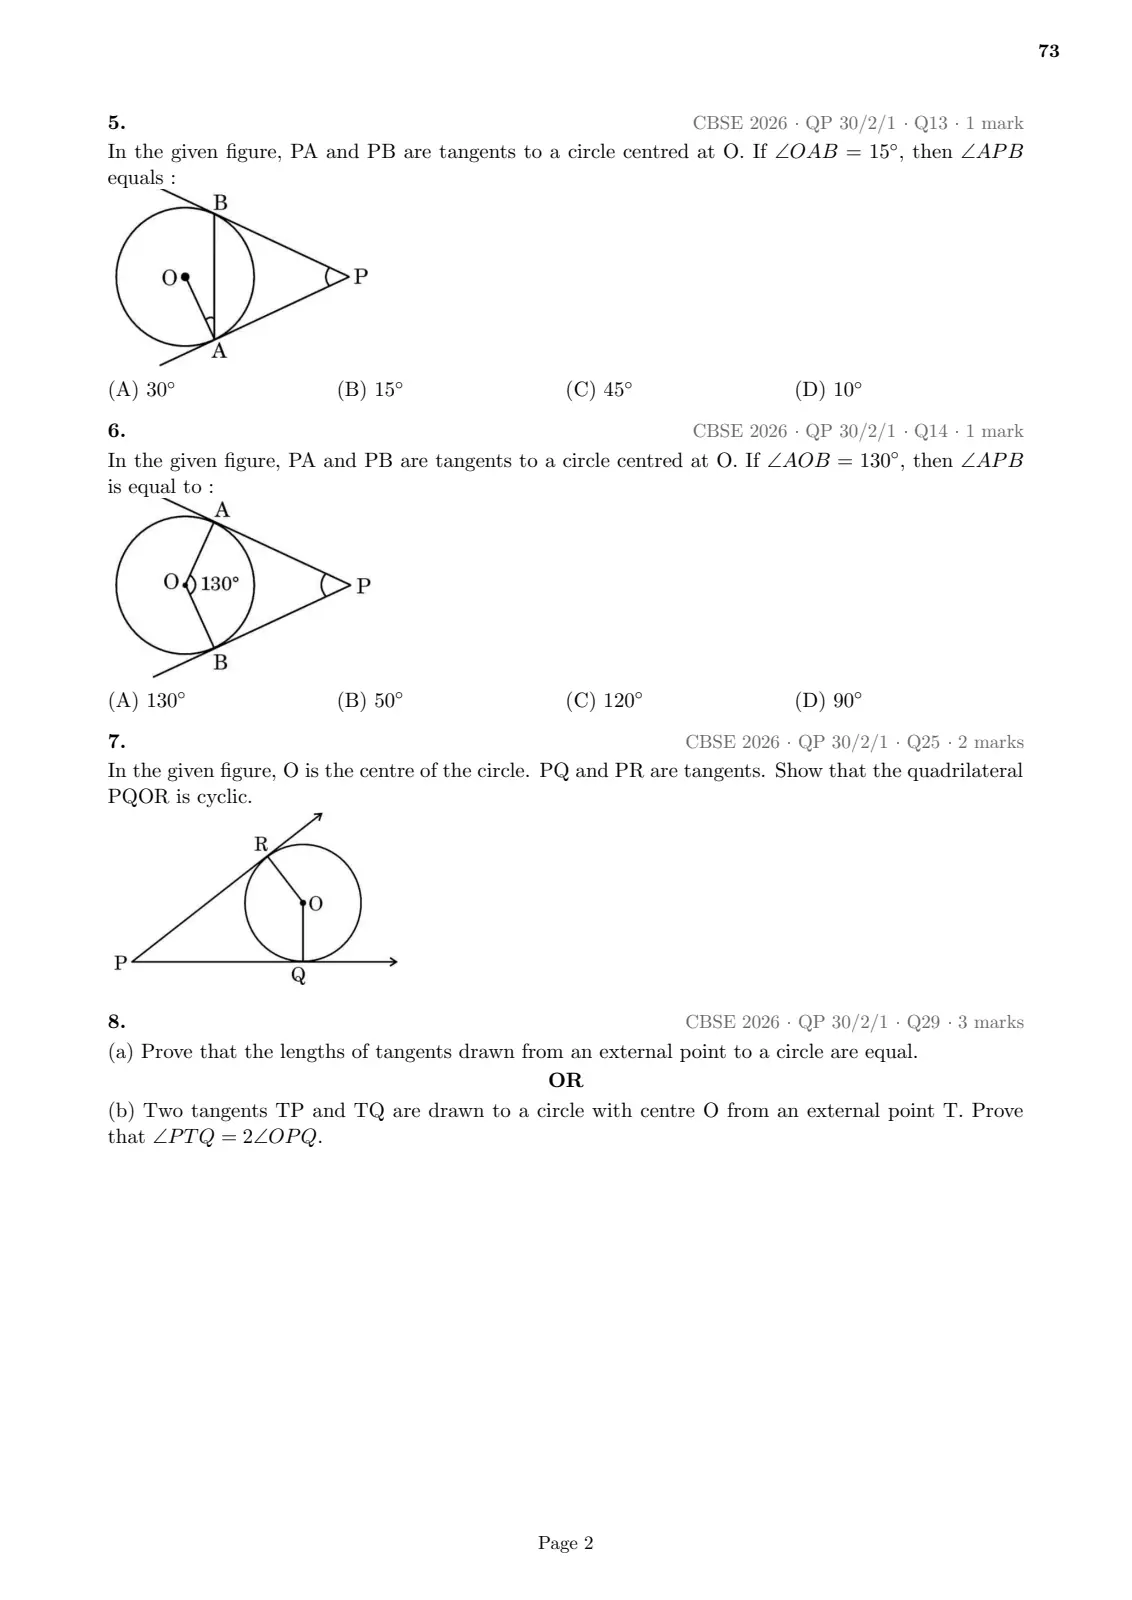 73
5. CBSE 2026 · QP 30/2/1 · Q13 · 1 mark
In the given figure, PA and PB are tangents to a circle centred at O. If ∠OAB = 15°, then ∠APB
equals :
B
O
P
A
(A) 30° (B) 15° (C) 45° (D) 10°
6. CBSE 2026 · QP 30/2/1 · Q14 · 1 mark
In the given figure, PA and PB are tangents to a circle centred at O. If ∠AOB = 130°, then ∠APB
is equal to :
A
O 130° P
B
(A) 130° (B) 50° (C) 120° (D) 90°
7. CBSE 2026 · QP 30/2/1 · Q25 · 2 marks
In the given figure, O is the centre of the circle. PQ and PR are tangents. Show that the quadrilateral
PQOR is cyclic.
R
O
P
Q
8. CBSE 2026 · QP 30/2/1 · Q29 · 3 marks
(a) Prove that the lengths of tangents drawn from an external point to a circle are equal.
OR
(b) Two tangents TP and TQ are drawn to a circle with centre O from an external point T. Prove
that ∠PTQ = 2∠OPQ.
Page 2